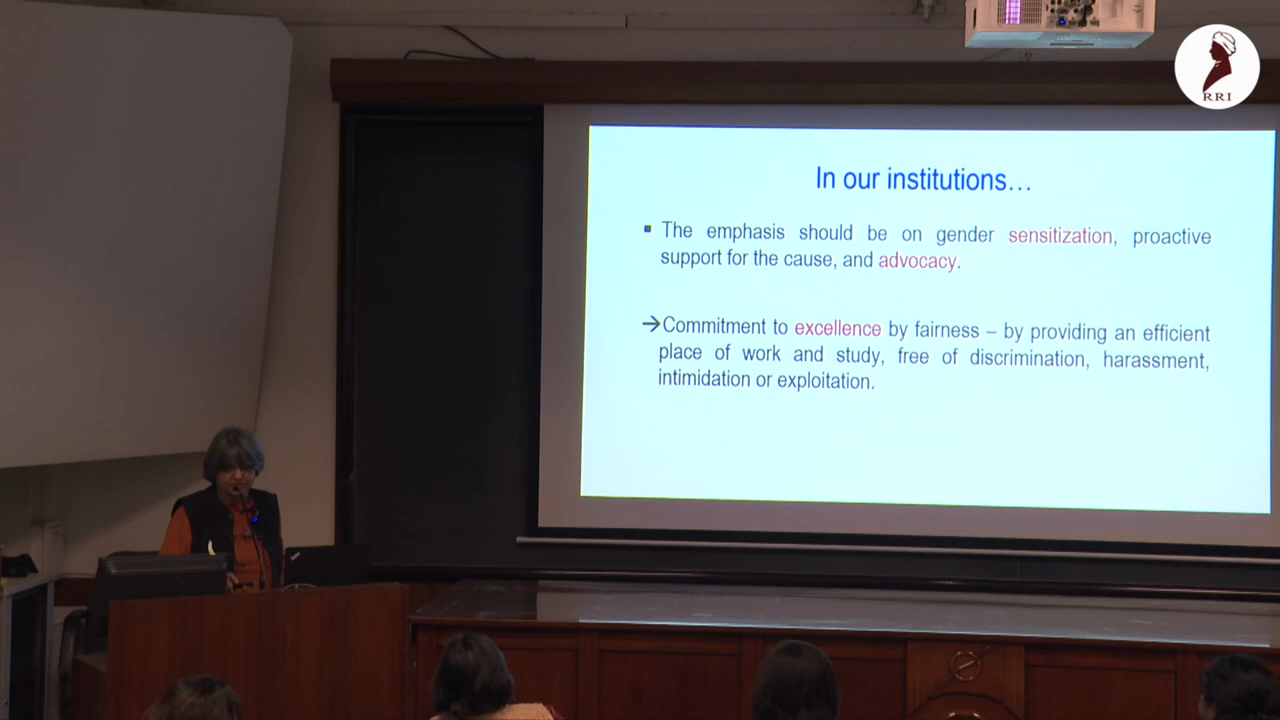 RRI
In our institutions…
▪ The emphasis should be on gender sensitization, proactive
support for the cause, and advocacy.
→Commitment to excellence by fairness – by providing an efficient
place of work and study, free of discrimination, harassment,
intimidation or exploitation.